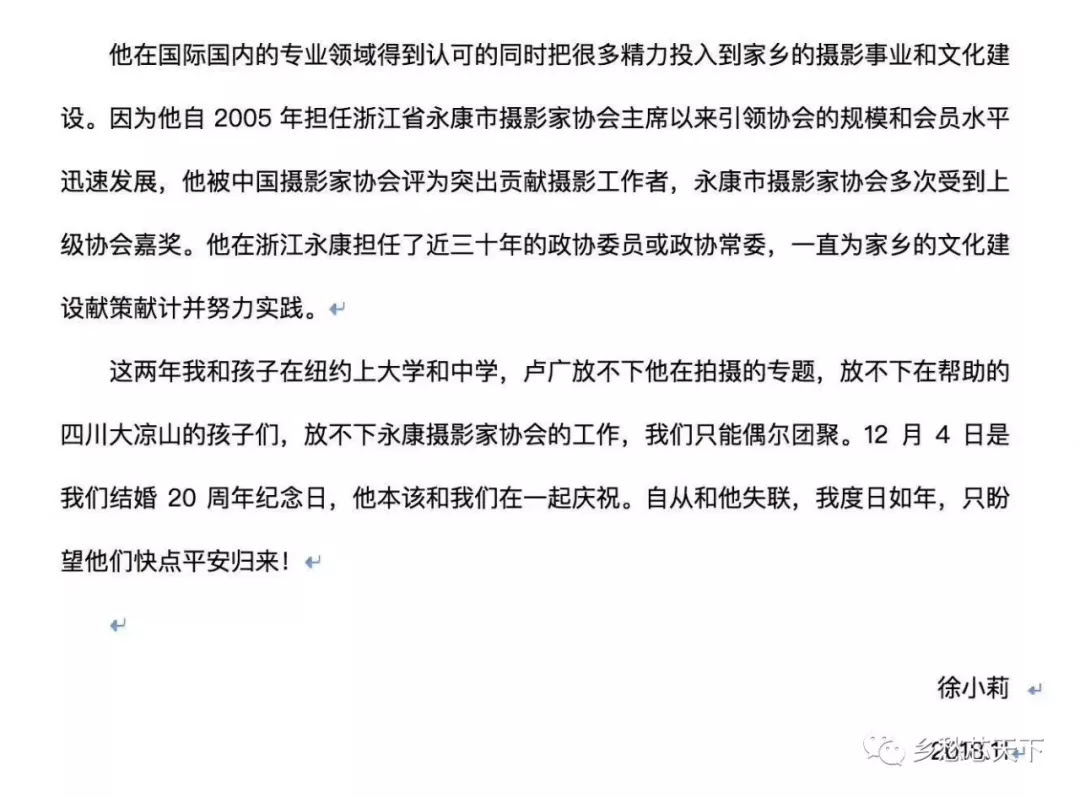 他在国际国内的专业领域得到认可的同时把很多精力投入到家乡的摄影事业和文化建
设。因为他自 2005 年担任浙江省永康市摄影家协会主席以来引领协会的规模和会员水平
迅速发展，他被中国摄影家协会评为突出贡献摄影工作者，永康市摄影家协会多次受到上
级协会嘉奖。他在浙江永康担任了近三十年的政协委员或政协常委，一直为家乡的文化建
设献策献计并努力实践。
这两年我和孩子在纽约上大学和中学，卢广放不下他在拍摄的专题，放不下在帮助的
四川大凉山的孩子们，放不下永康摄影家协会的工作，我们只能偶尔团聚。12 月 4 日是
我们结婚 20 周年纪念日，他本该和我们在一起庆祝。自从和他失联，我度日如年，只盼
望他们快点平安归来！
徐小莉
2018.11